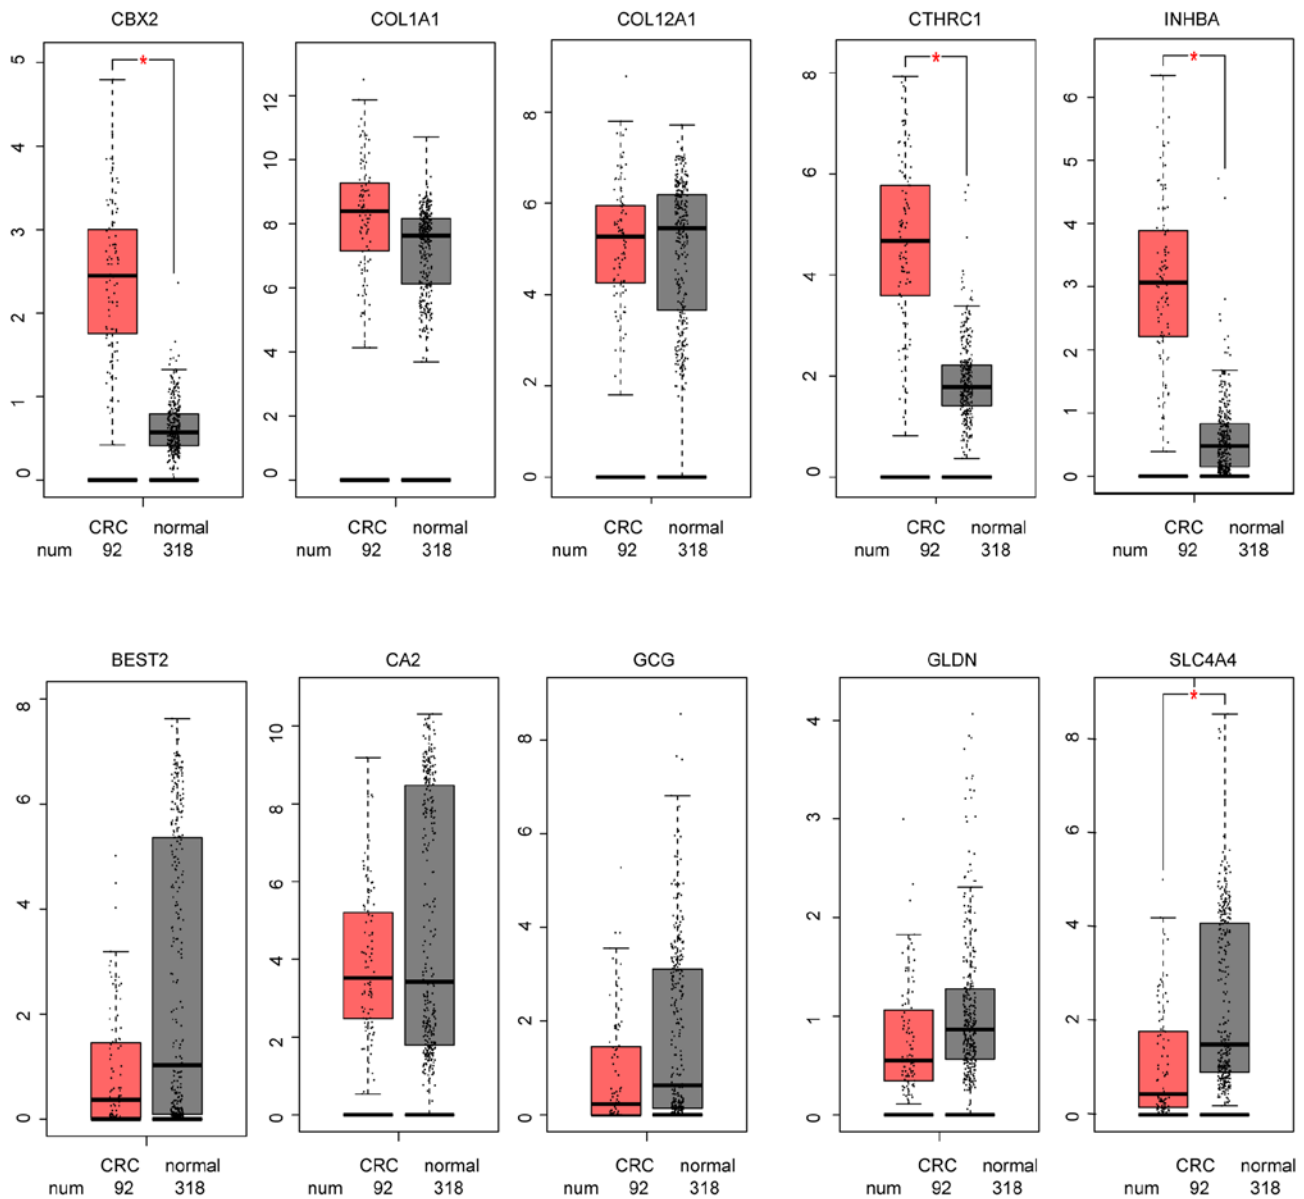 CBX2 COL1A1 COL12A1 CTHRC1 INHBA
5 4 3 2 1 0
12 10 8 6 4 2 0
8 6 4 2 0
8 6 4 2 0
6 5 4 3 2 1 0
* * *
CRC normal CRC normal CRC normal CRC normal CRC normal
num 92 318 num 92 318 num 92 318 num 92 318 num 92 318
BEST2 CA2 GCG GLDN SLC4A4
8 6 4 2 0
10 8 6 4 2 0
8 6 4 2 0
4 3 2 1 0
8 6 4 2 0
*
CRC normal CRC normal CRC normal CRC normal CRC normal
num 92 318 num 92 318 num 92 318 num 92 318 num 92 318